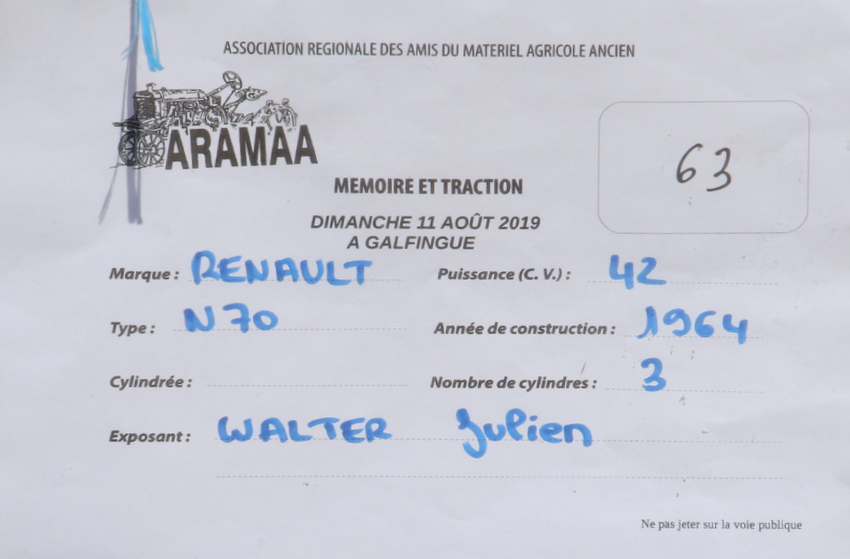 ASSOCIATION REGIONALE DES AMIS DU MATERIEL AGRICOLE ANCIEN
ARAMAA
63
MEMOIRE ET TRACTION
DIMANCHE 11 AOÛT 2019
A GALFINGUE
Marque : RENAULT Puissance (C. V.) : 42
Type : N70 Année de construction : 1964
Cylindrée : Nombre de cylindres : 3
Exposant : WALTER Julien
Ne pas jeter sur la voie publique